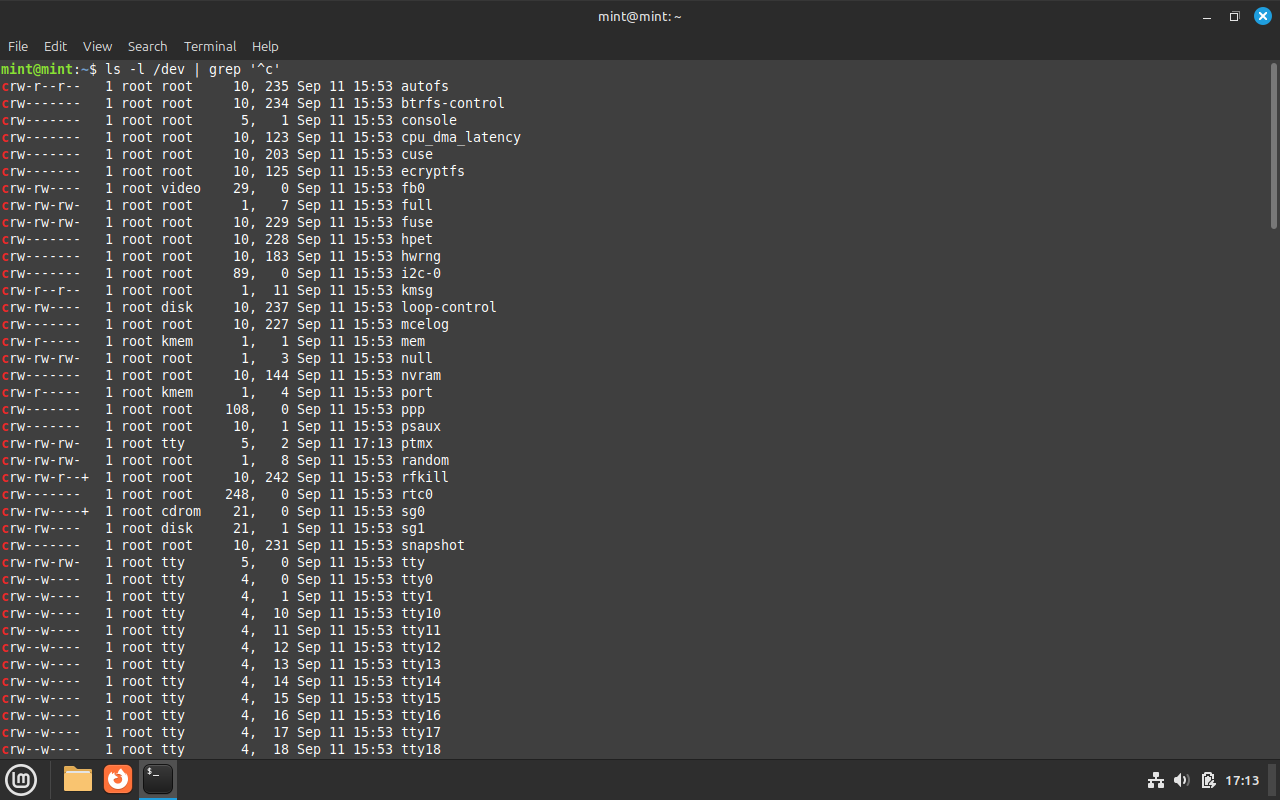 mint@mint: ~
File Edit View Search Terminal Help
mint@mint:~$ ls -l /dev | grep '^c'
crw-r--r--   1 root root     10, 235 Sep 11 15:53 autofs
crw-------   1 root root     10, 234 Sep 11 15:53 btrfs-control
crw-------   1 root root      5,   1 Sep 11 15:53 console
crw-------   1 root root     10, 123 Sep 11 15:53 cpu_dma_latency
crw-------   1 root root     10, 203 Sep 11 15:53 cuse
crw-------   1 root root     10, 125 Sep 11 15:53 ecryptfs
crw-rw----   1 root video    29,   0 Sep 11 15:53 fb0
crw-rw-rw-   1 root root      1,   7 Sep 11 15:53 full
crw-rw-rw-   1 root root     10, 229 Sep 11 15:53 fuse
crw-------   1 root root     10, 228 Sep 11 15:53 hpet
crw-------   1 root root     10, 183 Sep 11 15:53 hwrng
crw-------   1 root root     89,   0 Sep 11 15:53 i2c-0
crw-r--r--   1 root root      1,  11 Sep 11 15:53 kmsg
crw-rw----   1 root disk     10, 237 Sep 11 15:53 loop-control
crw-------   1 root root     10, 227 Sep 11 15:53 mcelog
crw-r-----   1 root kmem      1,   1 Sep 11 15:53 mem
crw-rw-rw-   1 root root      1,   3 Sep 11 15:53 null
crw-------   1 root root     10, 144 Sep 11 15:53 nvram
crw-r-----   1 root kmem      1,   4 Sep 11 15:53 port
crw-------   1 root root    108,   0 Sep 11 15:53 ppp
crw-------   1 root root     10,   1 Sep 11 15:53 psaux
crw-rw-rw-   1 root tty       5,   2 Sep 11 17:13 ptmx
crw-rw-rw-   1 root root      1,   8 Sep 11 15:53 random
crw-rw-r--+  1 root root     10, 242 Sep 11 15:53 rfkill
crw-------   1 root root    248,   0 Sep 11 15:53 rtc0
crw-rw----+  1 root cdrom    21,   0 Sep 11 15:53 sg0
crw-rw----   1 root disk     21,   1 Sep 11 15:53 sg1
crw-------   1 root root     10, 231 Sep 11 15:53 snapshot
crw-rw-rw-   1 root tty       5,   0 Sep 11 15:53 tty
crw--w----   1 root tty       4,   0 Sep 11 15:53 tty0
crw--w----   1 root tty       4,   1 Sep 11 15:53 tty1
crw--w----   1 root tty       4,  10 Sep 11 15:53 tty10
crw--w----   1 root tty       4,  11 Sep 11 15:53 tty11
crw--w----   1 root tty       4,  12 Sep 11 15:53 tty12
crw--w----   1 root tty       4,  13 Sep 11 15:53 tty13
crw--w----   1 root tty       4,  14 Sep 11 15:53 tty14
crw--w----   1 root tty       4,  15 Sep 11 15:53 tty15
crw--w----   1 root tty       4,  16 Sep 11 15:53 tty16
crw--w----   1 root tty       4,  17 Sep 11 15:53 tty17
crw--w----   1 root tty       4,  18 Sep 11 15:53 tty18
17:13